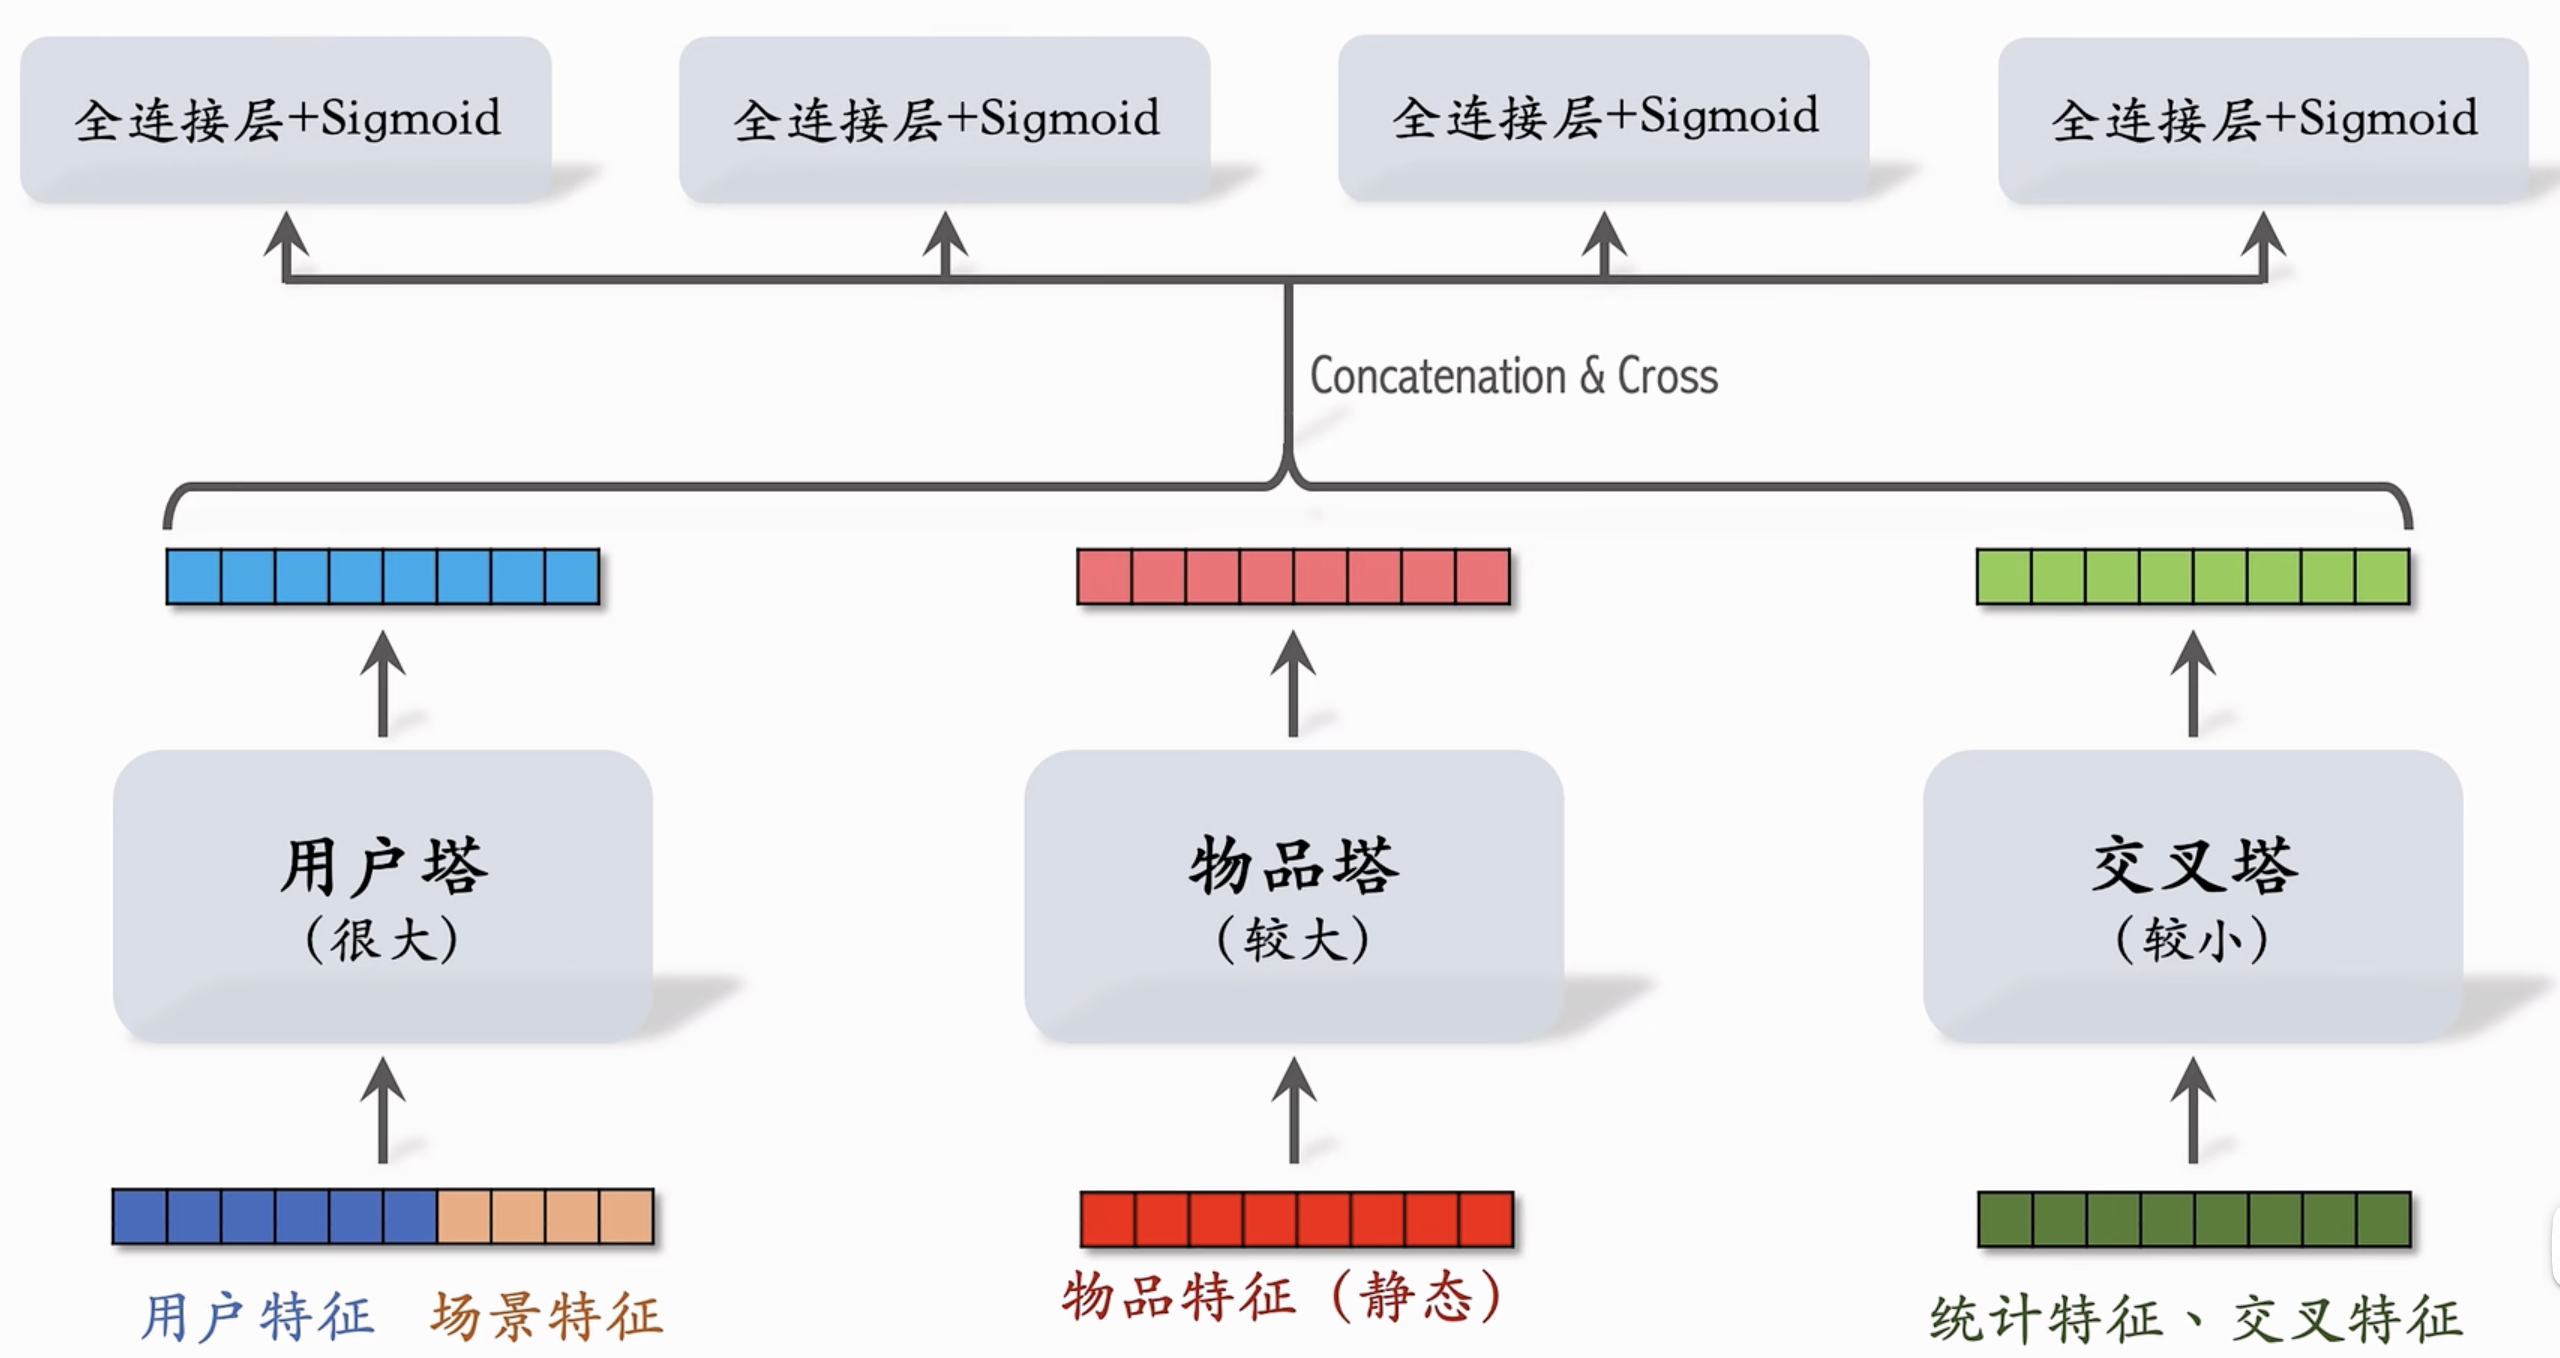 全连接层+Sigmoid
全连接层+Sigmoid
全连接层+Sigmoid
全连接层+Sigmoid
Concatenation & Cross
用户塔
(很大)
物品塔
(较大)
交叉塔
(较小)
用户特征
场景特征
物品特征（静态）
统计特征、交叉特征